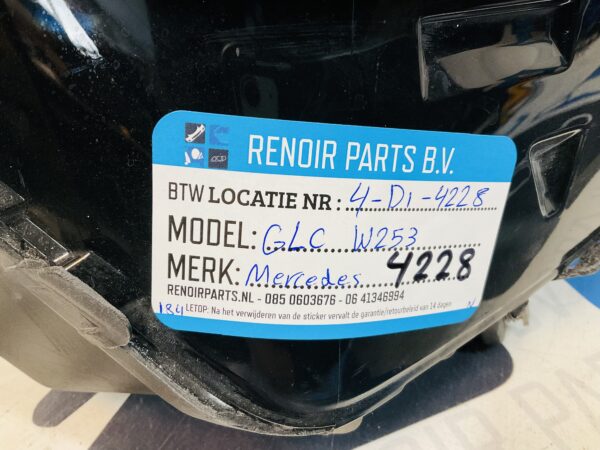 RENOIR PARTS B.V.
BTW LOCATIE NR: 4-D1-4228
MODEL: GLC W253
MERK: Mercedes 4228
RENOIRPARTS.NL - 085 0603676 - 06 41346994
184 LETOP: Na het verwijderen van de sticker vervalt de garantie/retourbeleid van 14 dagen